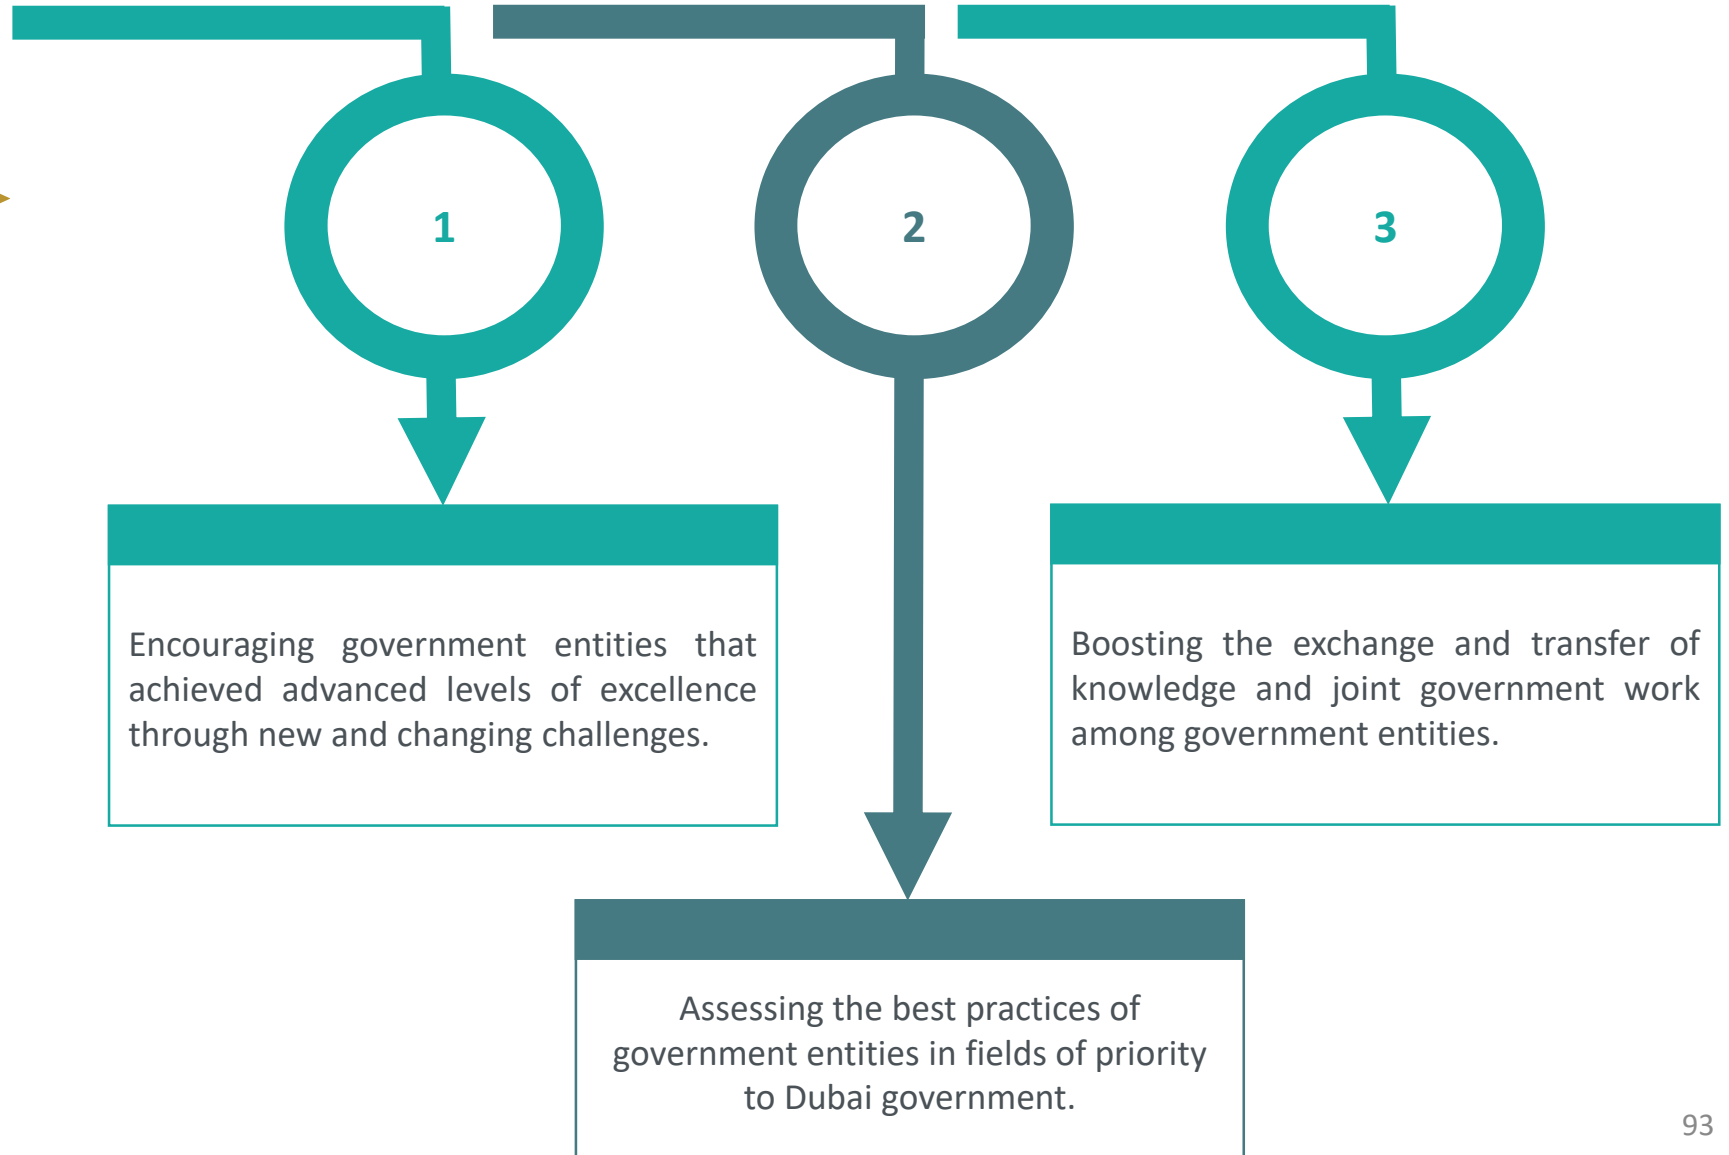 1
2
3
Encouraging government entities that
achieved advanced levels of excellence
through new and changing challenges.
Boosting the exchange and transfer of
knowledge and joint government work
among government entities.
Assessing the best practices of
government entities in fields of priority
to Dubai government.
93